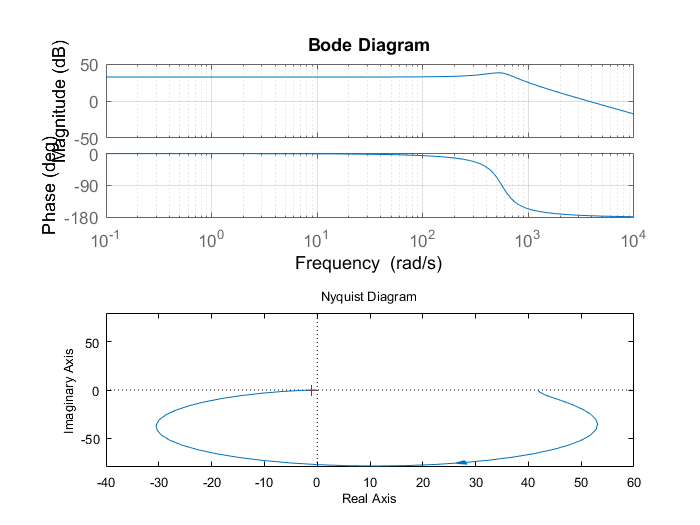 Bode Diagram
Magnitude (dB)
50
0
-50
Phase (deg)
0
-90
-180
10^-1 10^0 10^1 10^2 10^3 10^4
Frequency (rad/s)
Nyquist Diagram
Imaginary Axis
50
0
-50
-40 -30 -20 -10 0 10 20 30 40 50 60
Real Axis